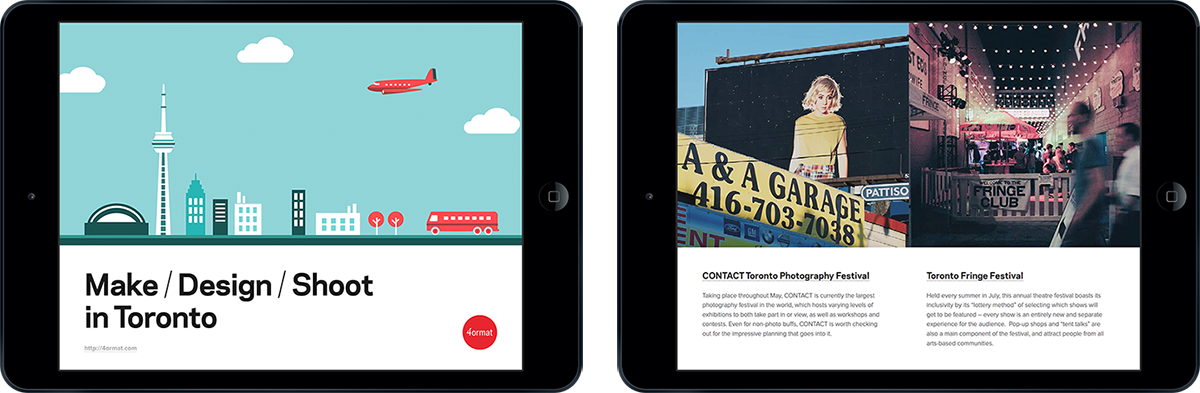 Make / Design / Shoot
in Toronto
http://4ormat.com
4ormat
A & A GARAGE
416-703-7038
PATTISO
ENT
GM
FRINGE
WELCOME TO THE
FRINGE
CLUB
CONTACT Toronto Photography Festival
Taking place throughout May, CONTACT is currently the largest
photography festival in the world, which hosts varying levels of
exhibitions to both take part in or view, as well as workshops and
contests. Even for non-photo buffs, CONTACT is worth checking
out for the impressive planning that goes into it.
Toronto Fringe Festival
Held every summer in July, this annual theatre festival boasts its
inclusivity by its “lottery method” of selecting which shows will
get to be featured – every show is an entirely new and separate
experience for the audience.  Pop-up shops and “tent talks” are
also a main component of the festival, and attract people from all
arts-based communities.